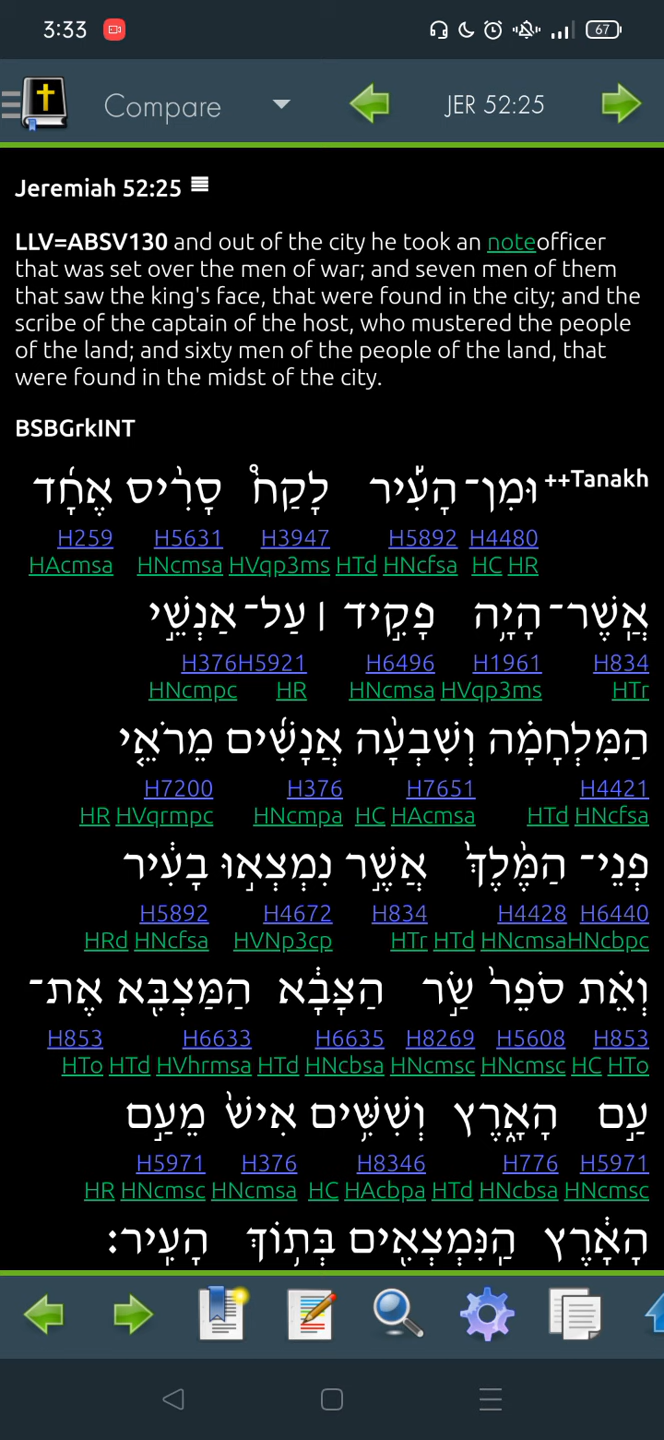 3:33
67
Compare
JER 52:25
Jeremiah 52:25
LLV=ABSV130 and out of the city he took an noteofficer
that was set over the men of war; and seven men of them
that saw the king's face, that were found in the city; and the
scribe of the captain of the host, who mustered the people
of the land; and sixty men of the people of the land, that
were found in the midst of the city.
BSBGrkINT
++Tanakh וּמִן־ הָעִ֡יר לָקַח֩ סָרִ֨יס אֶחָ֜ד
H4480 H5892 H3947 H5631 H259
HC HR HTd HNcfsa HVqp3ms HNcmsa HAcmsa
אֲֽשֶׁר־ הָיָ֥ה פָקִ֣יד ׀ עַל־ אַנְשֵׁ֣י
H834 H1961 H6496 H5921 H376
HTr HVqp3ms HNcmsa HR HNcmpc
הַמִּלְחָמָ֗ה וְשִׁבְעָ֨ה אֲנָשִׁ֜ים מֵרֹאֵ֤י
H4421 H7651 H376 H7200
HTd HNcfsa HC HAcmsa HNcmpa HR HVqrmpc
פְנֵי־ הַמֶּ֙לֶךְ֙ אֲשֶׁ֣ר נִמְצְא֣וּ בָעִ֔יר
H6440 H4428 H834 H4672 H5892
HNcbpc HTd HNcmsa HTr HVNp3cp HRd HNcfsa
וְאֵ֗ת סֹפֵר֙ שַׂ֣ר הַצָּבָ֔א הַמַּצְבִּ֖א אֶת־
H853 H5608 H8269 H6635 H6633 H853
HC HTo HNcmsc HNcmsc HTd HNcbsa HTd HVhrmsa HTo
עַ֣ם הָאָ֑רֶץ וְשִׁשִּׁ֥ים אִישׁ֙ מֵעַ֣ם
H5971 H776 H8346 H376 H5971
HNcmsc HTd HNcbsa HC HAcbpa HNcmsa HR HNcmsc
הָאָ֔רֶץ הַֽנִּמְצְאִ֖ים בְּת֥וֹךְ הָעִֽיר׃